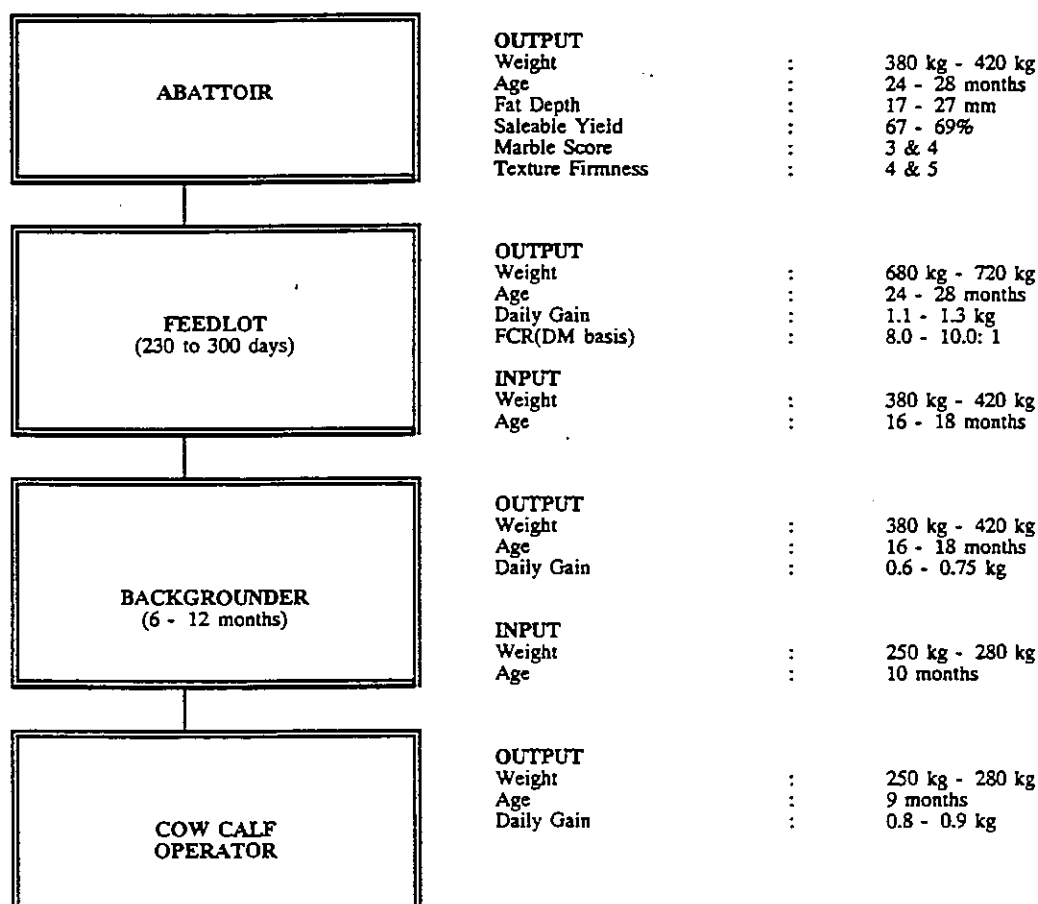 ABATTOIR
OUTPUT
Weight : 380 kg - 420 kg
Age : 24 - 28 months
Fat Depth : 17 - 27 mm
Saleable Yield : 67 - 69%
Marble Score : 3 & 4
Texture Firmness : 4 & 5
FEEDLOT
(230 to 300 days)
OUTPUT
Weight : 680 kg - 720 kg
Age : 24 - 28 months
Daily Gain : 1.1 - 1.3 kg
FCR(DM basis) : 8.0 - 10.0: 1
INPUT
Weight : 380 kg - 420 kg
Age : 16 - 18 months
BACKGROUNDER
(6 - 12 months)
OUTPUT
Weight : 380 kg - 420 kg
Age : 16 - 18 months
Daily Gain : 0.6 - 0.75 kg
INPUT
Weight : 250 kg - 280 kg
Age : 10 months
COW CALF
OPERATOR
OUTPUT
Weight : 250 kg - 280 kg
Age : 9 months
Daily Gain : 0.8 - 0.9 kg